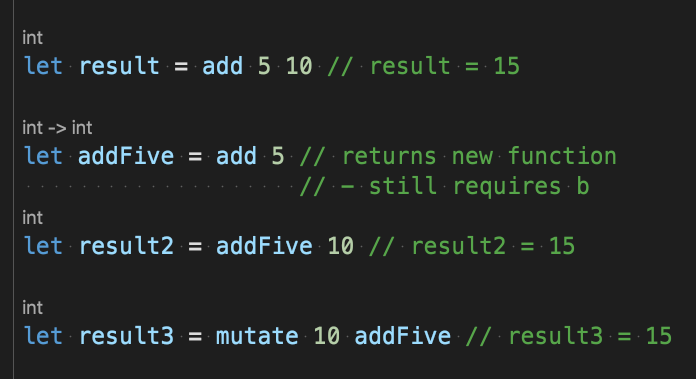 int
let result = add 5 10 // result = 15
int -> int
let addFive = add 5 // returns new function
// - still requires b
int
let result2 = addFive 10 // result2 = 15
int
let result3 = mutate 10 addFive // result3 = 15